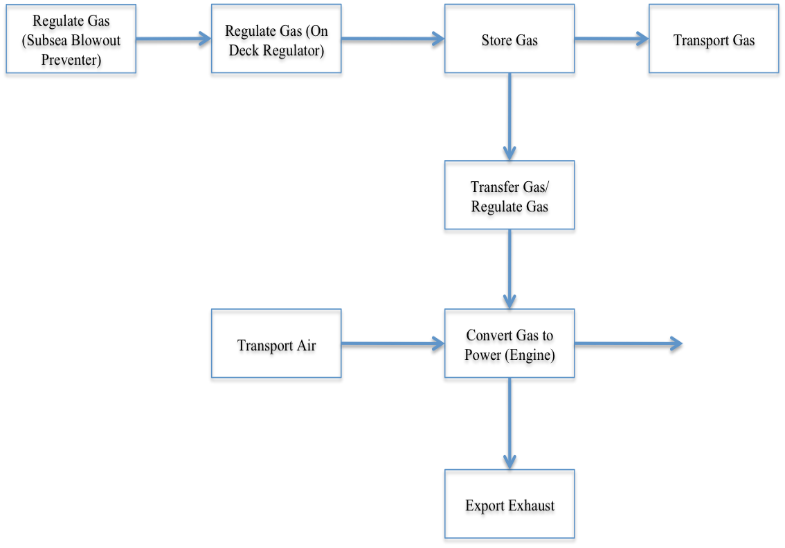 Regulate Gas
(Subsea Blowout
Preventer)
Regulate Gas (On
Deck Regulator)
Store Gas
Transport Gas
Transfer Gas/
Regulate Gas
Transport Air
Convert Gas to
Power (Engine)
Export Exhaust